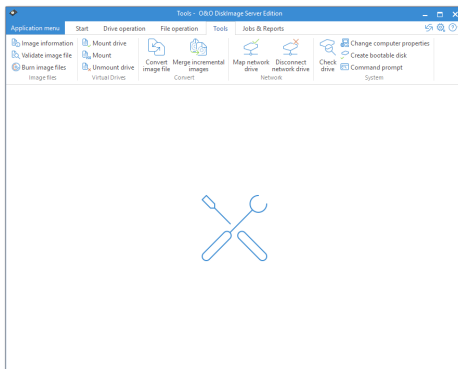 Tools - O&O DiskImage Server Edition
Application menu Start Drive operation File operation Tools Jobs & Reports
Image information
Validate image file
Burn image files
Image files
Mount drive
Mount
Unmount drive
Virtual Drives
Convert
image file
Merge incremental
images
Convert
Map network
drive
Disconnect
network drive
Network
Check
drive
Change computer properties
Create bootable disk
Command prompt
System